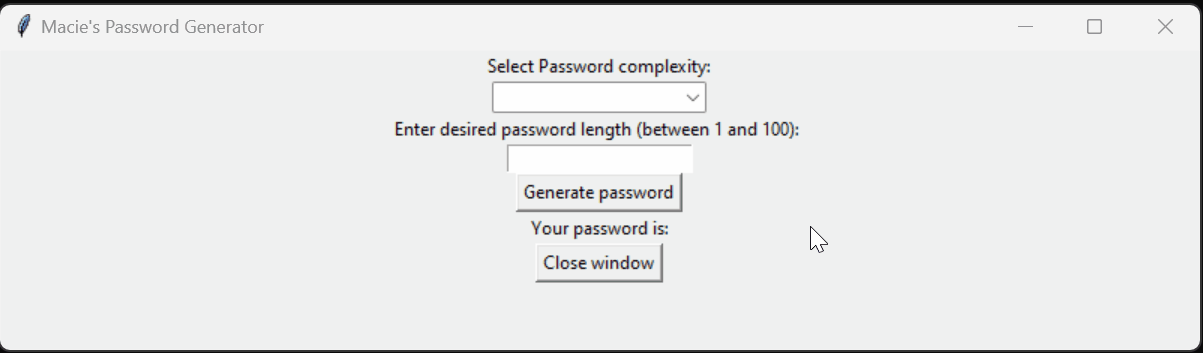 Macie's Password Generator
Select Password complexity:
Enter desired password length (between 1 and 100):
Generate password
Your password is:
Close window